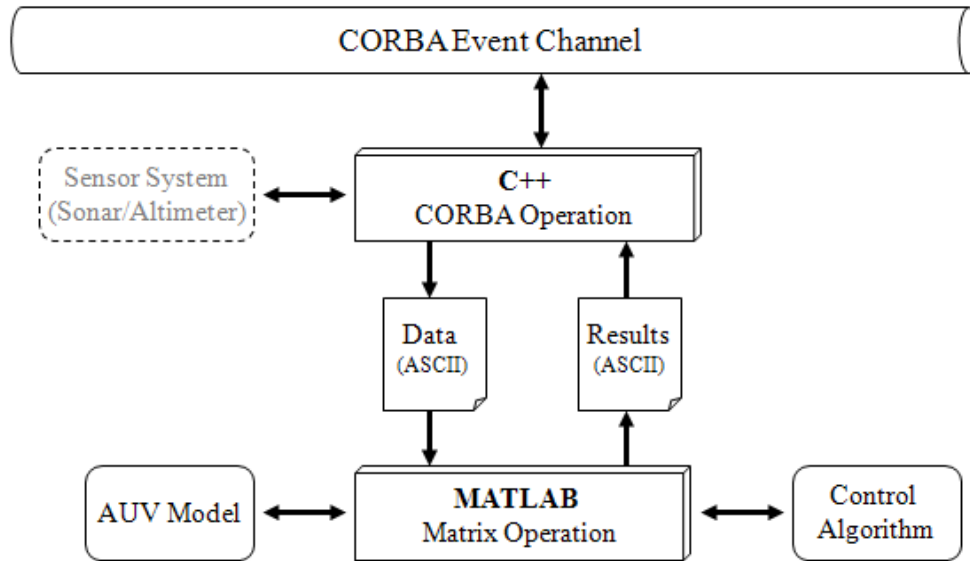 CORBA Event Channel
Sensor System
(Sonar/Altimeter)
C++
CORBA Operation
Data
(ASCII)
Results
(ASCII)
AUV Model
MATLAB
Matrix Operation
Control
Algorithm